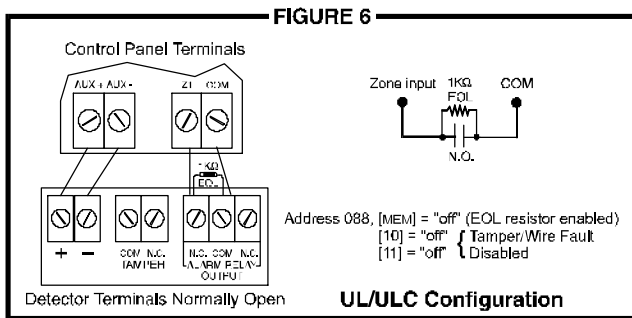 FIGURE 6
Control Panel Terminals
AUX + AUX -
Z1 COM
1KΩ
EOL
+ -
COM N.C.
TAMPER
N.O. COM N.C.
ALARM RELAY
OUTPUT
Detector Terminals Normally Open
Zone input 1KΩ COM
EOL
N.O.
Address 088, [MEM] = "off" (EOL resistor enabled)
[10] = "off" { Tamper/Wire Fault
[11] = "off" Disabled
UL/ULC Configuration